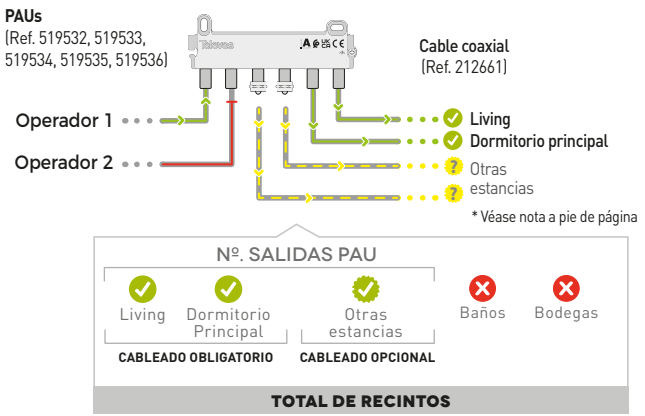 PAUs
(Ref. 519532, 519533,
519534, 519535, 519536)
Televes
Cable coaxial
(Ref. 212661)
Operador 1
Operador 2
Living
Dormitorio principal
? Otras
? estancias
* Véase nota a pie de página
Nº. SALIDAS PAU
Living
Dormitorio
Principal
Otras
estancias
Baños
Bodegas
CABLEADO OBLIGATORIO
CABLEADO OPCIONAL
TOTAL DE RECINTOS